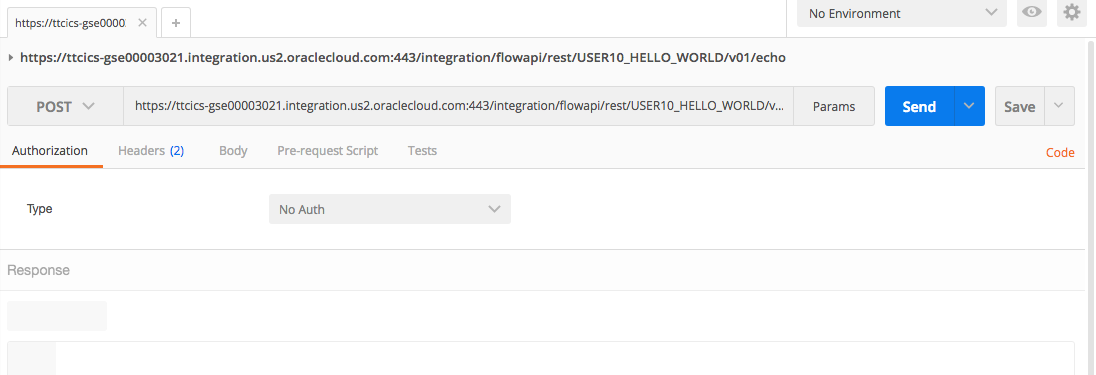 https://ttcics-gse0000: × +
No Environment
https://ttcics-gse00003021.integration.us2.oraclecloud.com:443/integration/flowapi/rest/USER10_HELLO_WORLD/v01/echo
POST https://ttcics-gse00003021.integration.us2.oraclecloud.com:443/integration/flowapi/rest/USER10_HELLO_WORLD/v... Params Send Save
Authorization Headers (2) Body Pre-request Script Tests Code
Type No Auth
Response